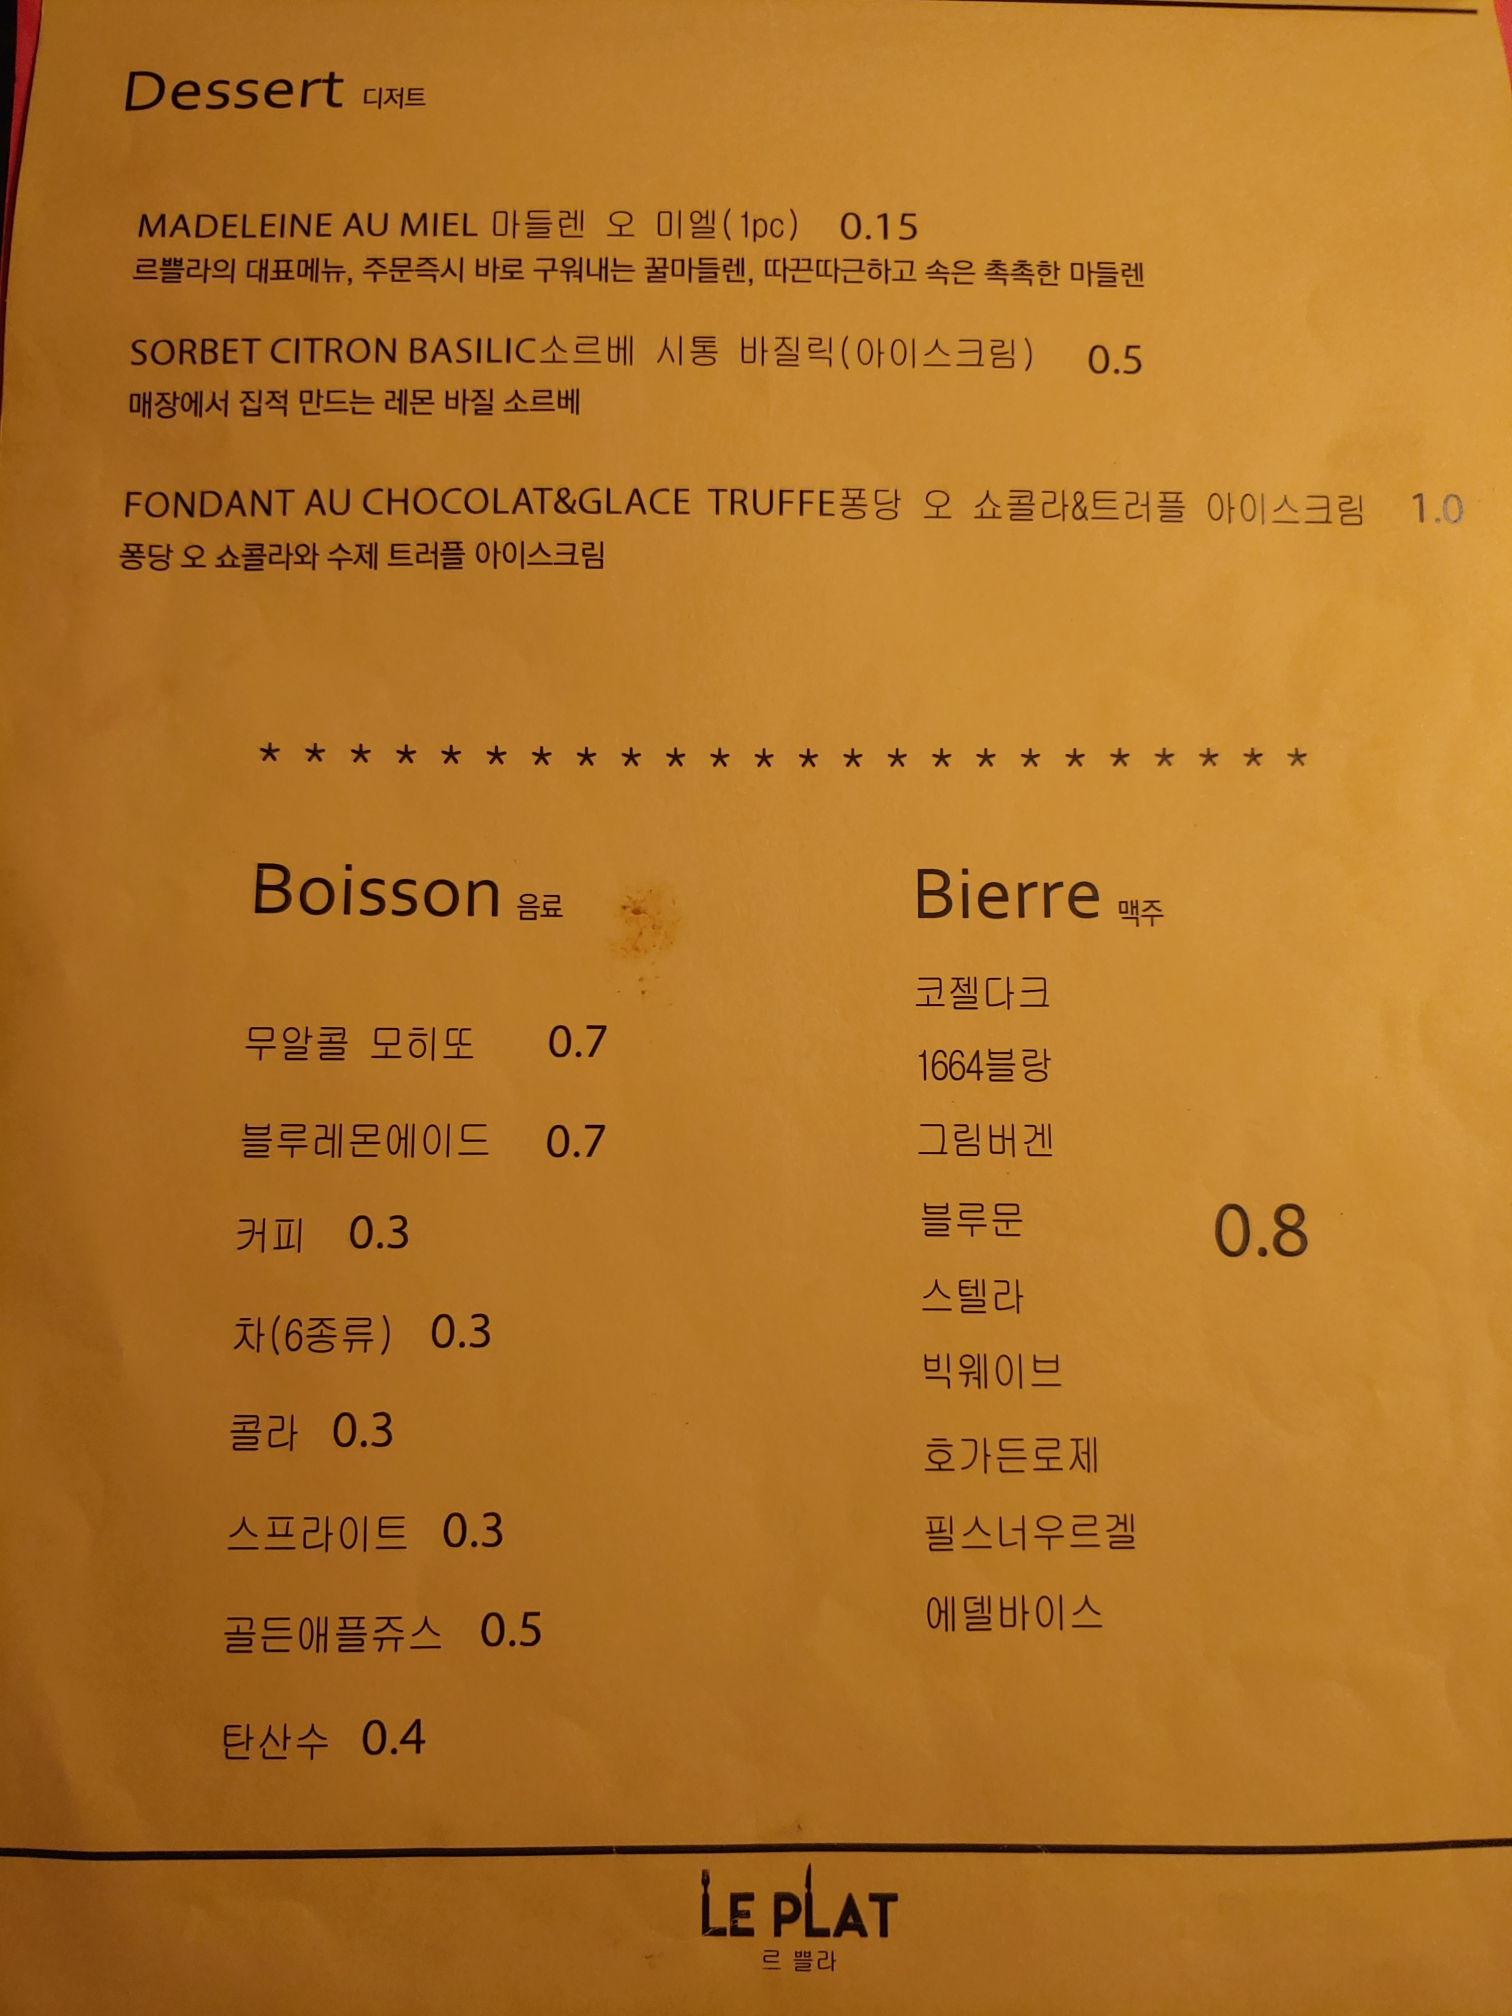 Dessert 디저트
MADELEINE AU MIEL 마들렌 오 미엘(1pc) 0.15
르쁠라의 대표메뉴, 주문즉시 바로 구워내는 꿀마들렌, 따끈따근하고 속은 촉촉한 마들렌
SORBET CITRON BASILIC소르베 시통 바질릭(아이스크림) 0.5
매장에서 집적 만드는 레몬 바질 소르베
FONDANT AU CHOCOLAT&GLACE TRUFFE퐁당 오 쇼콜라&트러플 아이스크림 1.0
퐁당 오 쇼콜라와 수제 트러플 아이스크림
* * * * * * * * * * * * * * * * * * * * * * * *
Boisson 음료
무알콜 모히또 0.7
블루레몬에이드 0.7
커피 0.3
차(6종류) 0.3
콜라 0.3
스프라이트 0.3
골든애플쥬스 0.5
탄산수 0.4
Bierre 맥주
코젤다크
1664블랑
그림버겐
블루문 0.8
스텔라
빅웨이브
호가든로제
필스너우르겔
에델바이스
LE PLAT
르 쁠라